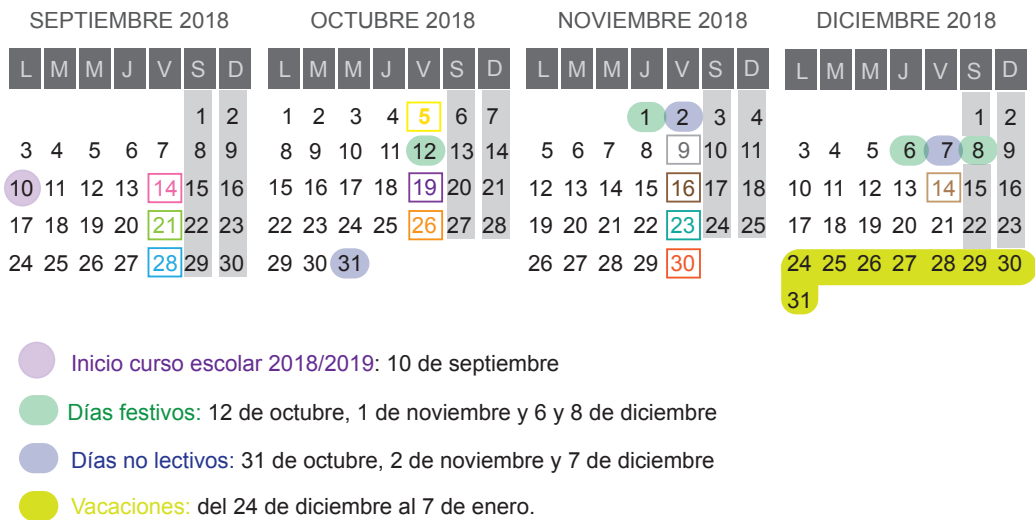 SEPTIEMBRE 2018 OCTUBRE 2018 NOVIEMBRE 2018 DICIEMBRE 2018
L M M J V S D L M M J V S D L M M J V S D L M M J V S D
1 2 1 2 3 4 5 6 7 1 2 3 4 1 2
3 4 5 6 7 8 9 8 9 10 11 12 13 14 5 6 7 8 9 10 11 3 4 5 6 7 8 9
10 11 12 13 14 15 16 15 16 17 18 19 20 21 12 13 14 15 16 17 18 10 11 12 13 14 15 16
17 18 19 20 21 22 23 22 23 24 25 26 27 28 19 20 21 22 23 24 25 17 18 19 20 21 22 23
24 25 26 27 28 29 30 29 30 31 26 27 28 29 30 24 25 26 27 28 29 30
31
Inicio curso escolar 2018/2019: 10 de septiembre
Días festivos: 12 de octubre, 1 de noviembre y 6 y 8 de diciembre
Días no lectivos: 31 de octubre, 2 de noviembre y 7 de diciembre
Vacaciones: del 24 de diciembre al 7 de enero.